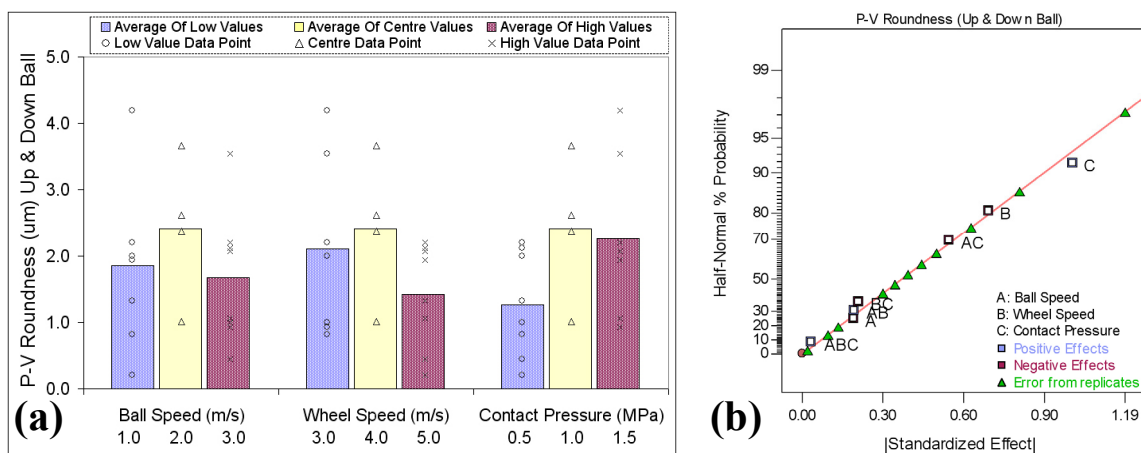 Average Of Low Values Average Of Centre Values Average Of High Values
Low Value Data Point Centre Data Point High Value Data Point
P-V Roundness (um) Up & Down Ball
5.0
4.0
3.0
2.0
1.0
0.0
Ball Speed (m/s) Wheel Speed (m/s) Contact Pressure (MPa)
1.0 2.0 3.0 3.0 4.0 5.0 0.5 1.0 1.5
(a)
P-V Roundness (Up & Down Ball)
Half-Normal % Probability
99
95
90
80
70
50
30
20
10
0
C
B
AC
BC
AB
A
ABC
A: Ball Speed
B: Wheel Speed
C: Contact Pressure
Positive Effects
Negative Effects
Error from replicates
0.00 0.30 0.60 0.90 1.19
|Standardized Effect|
(b)